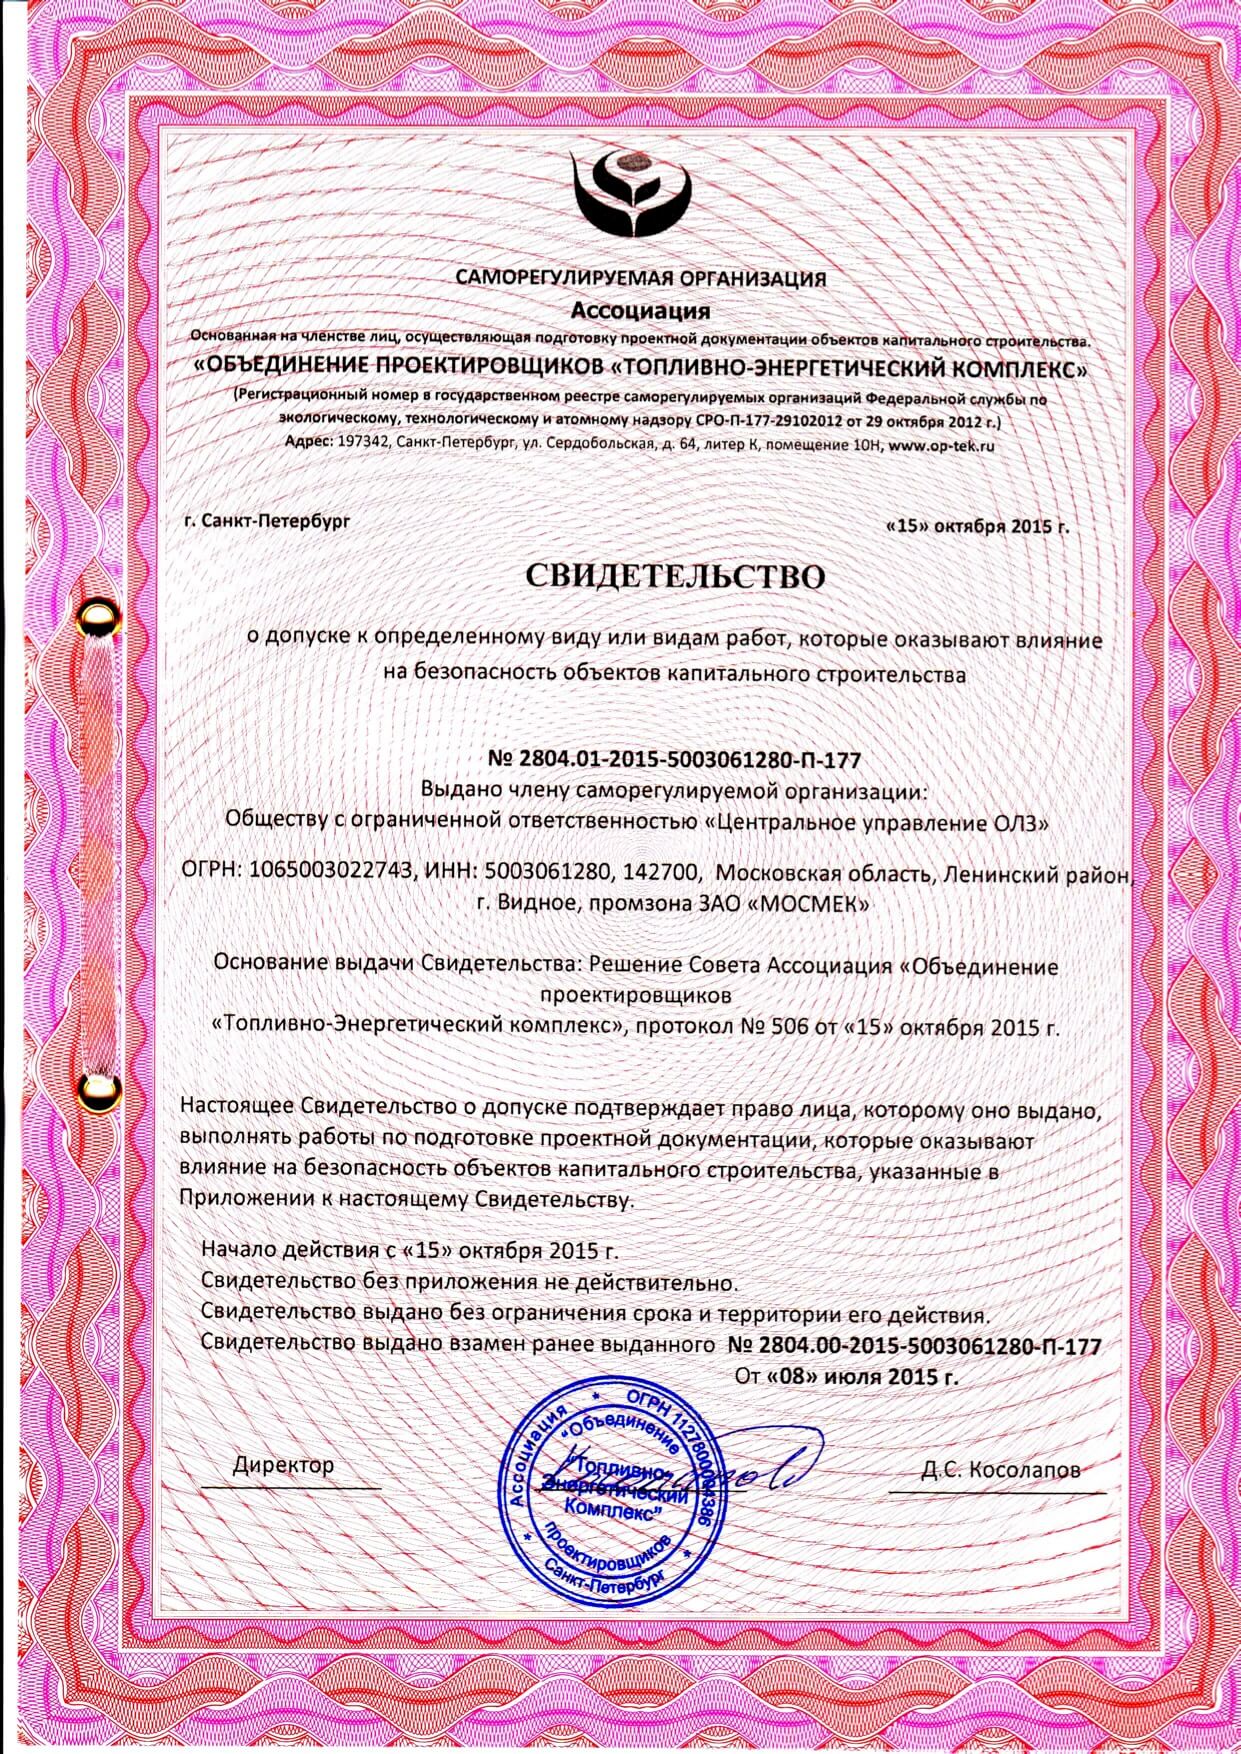 САМОРЕГУЛИРУЕМАЯ ОРГАНИЗАЦИЯ
Ассоциация
Основанная на членстве лиц, осуществляющая подготовку проектной документации объектов капитального строительства.
«ОБЪЕДИНЕНИЕ ПРОЕКТИРОВЩИКОВ «ТОПЛИВНО-ЭНЕРГЕТИЧЕСКИЙ КОМПЛЕКС»
(Регистрационный номер в государственном реестре саморегулируемых организаций Федеральной службы по
экологическому, технологическому и атомному надзору СРО-П-177-29102012 от 29 октября 2012 г.)
Адрес: 197342, Санкт-Петербург, ул. Сердобольская, д. 64, литер К, помещение 10Н, www.op-tek.ru
г. Санкт-Петербург
«15» октября 2015 г.
СВИДЕТЕЛЬСТВО
о допуске к определенному виду или видам работ, которые оказывают влияние
на безопасность объектов капитального строительства
№ 2804.01-2015-5003061280-П-177
Выдано члену саморегулируемой организации:
Обществу с ограниченной ответственностью «Центральное управление ОЛЗ»
ОГРН: 1065003022743, ИНН: 5003061280, 142700, Московская область, Ленинский район,
г. Видное, промзона ЗАО «МОСМЕК»
Основание выдачи Свидетельства: Решение Совета Ассоциация «Объединение
проектировщиков
«Топливно-Энергетический комплекс», протокол № 506 от «15» октября 2015 г.
Настоящее Свидетельство о допуске подтверждает право лица, которому оно выдано,
выполнять работы по подготовке проектной документации, которые оказывают
влияние на безопасность объектов капитального строительства, указанные в
Приложении к настоящему Свидетельству.
Начало действия с «15» октября 2015 г.
Свидетельство без приложения не действительно.
Свидетельство выдано без ограничения срока и территории его действия.
Свидетельство выдано взамен ранее выданного № 2804.00-2015-5003061280-П-177
От «08» июля 2015 г.
Директор
Д.С. Косолапов
Ассоциация * ОГРН 1127800004386 *
Санкт-Петербург *
"Объединение
проектировщиков
"Топливно-
Энергетический
Комплекс"